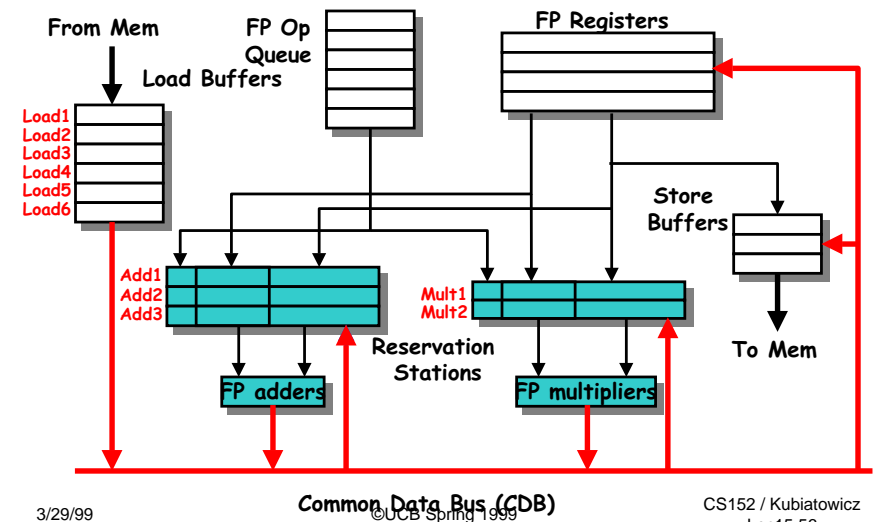 From Mem
FP Op
Queue
FP Registers
Load Buffers
Load1
Load2
Load3
Load4
Load5
Load6
Store
Buffers
Add1
Add2
Add3
Mult1
Mult2
Reservation
Stations
To Mem
FP adders
FP multipliers
Common Data Bus (CDB)
3/29/99
©UCB Spring 1999
CS152 / Kubiatowicz